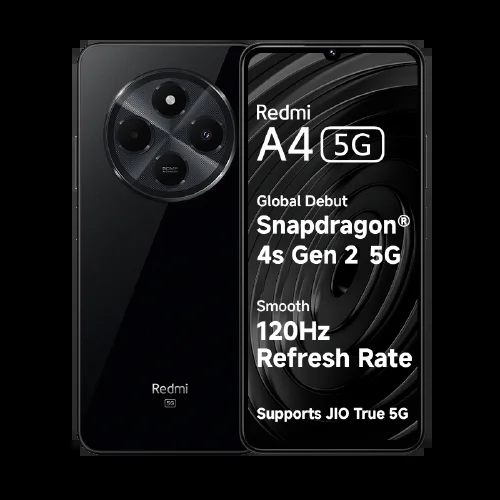 Redmi
A4 5G
Global Debut
Snapdragon®
4s Gen 2 5G
Smooth
120Hz
Refresh Rate
Supports JIO True 5G
Redmi
5G